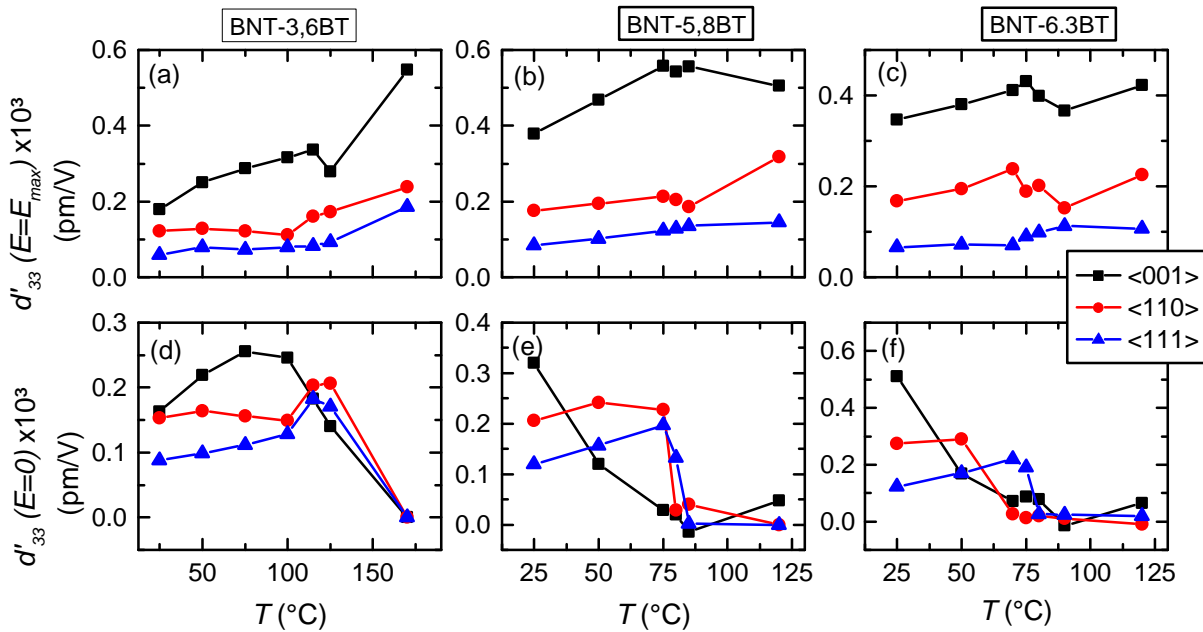 BNT-3,6BT
BNT-5,8BT
BNT-6.3BT
(a)
(b)
(c)
0.6
0.4
0.2
0.0
0.6
0.4
0.2
0.0
0.4
0.2
0.0
d'33 (E=Emax) x10³
(pm/V)
<001>
<110>
<111>
(d)
(e)
(f)
0.3
0.2
0.1
0.0
0.4
0.3
0.2
0.1
0.0
0.6
0.4
0.2
0.0
d'33 (E=0) x10³
(pm/V)
50 100 150
25 50 75 100 125
25 50 75 100 125
T (°C)
T (°C)
T (°C)